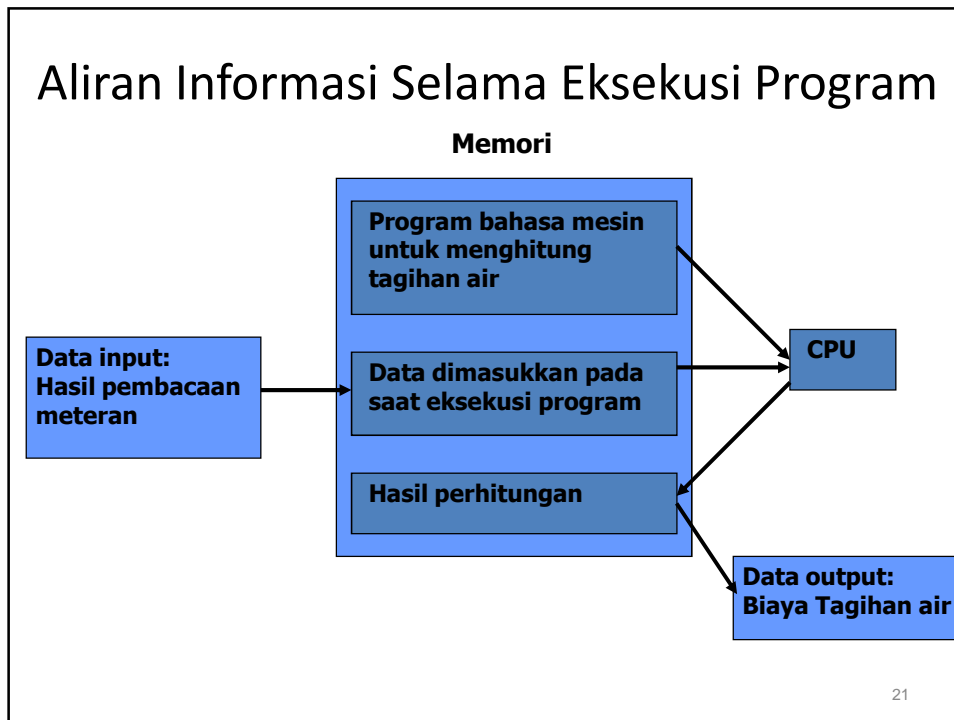 Aliran Informasi Selama Eksekusi Program
Memori
Program bahasa mesin
untuk menghitung
tagihan air
Data input:
Hasil pembacaan
meteran
Data dimasukkan pada
saat eksekusi program
CPU
Hasil perhitungan
Data output:
Biaya Tagihan air
21